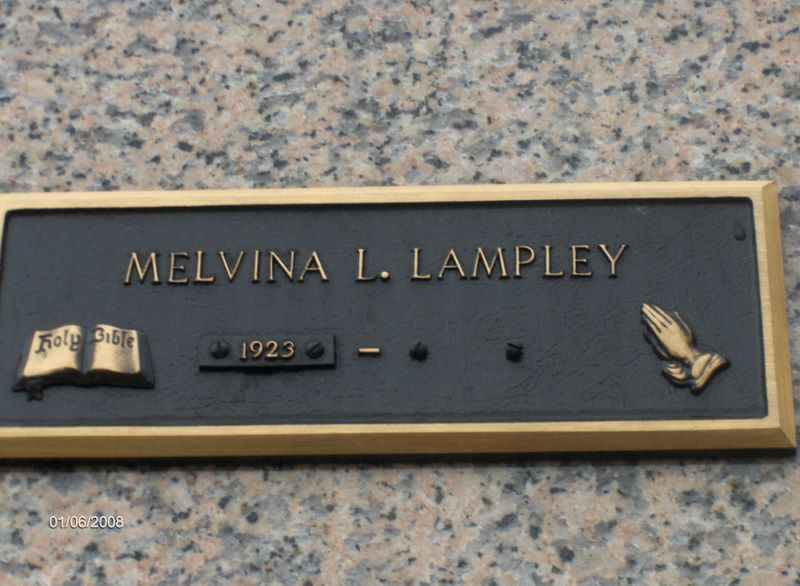 MELVINA L. LAMPLEY
Holy Bible
1923 –
01/06/2008